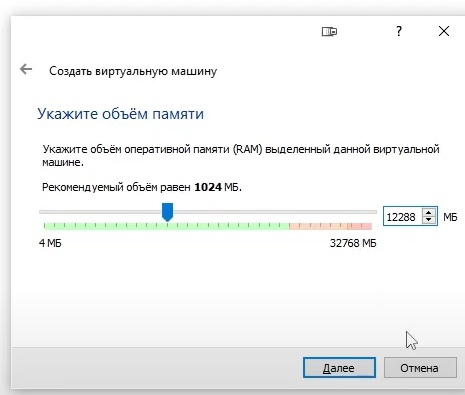 ?
Создать виртуальную машину
Укажите объём памяти
Укажите объём оперативной памяти (RAM) выделенный данной виртуальной
машине.
Рекомендуемый объём равен 1024 МБ.
12288 МБ
4 МБ 32768 МБ
Далее Отмена